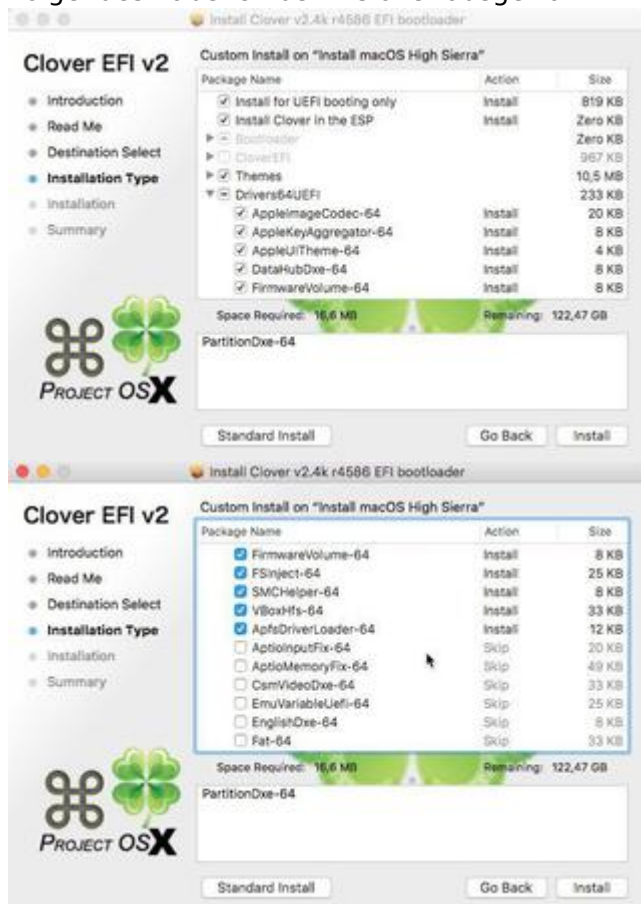 Install Clover v2.4k r4586 EFI bootloader
Clover EFI v2
Introduction
Read Me
Destination Select
Installation Type
Installation
Summary
PROJECT OSX
Custom Install on "Install macOS High Sierra"
Package Name Action Size
Install for UEFI booting only Install 819 KB
Install Clover in the ESP Install Zero KB
Bootloader Zero KB
CloverEFI 967 KB
Themes 10,5 MB
Drivers64UEFI 233 KB
AppleImageCodec-64 Install 20 KB
AppleKeyAggregator-64 Install 8 KB
AppleUITheme-64 Install 4 KB
DataHubDxe-64 Install 8 KB
FirmwareVolume-64 Install 8 KB
Space Required: 16,6 MB Remaining: 122,47 GB
PartitionDxe-64
Standard Install Go Back Install
Install Clover v2.4k r4586 EFI bootloader
Clover EFI v2
Introduction
Read Me
Destination Select
Installation Type
Installation
Summary
PROJECT OSX
Custom Install on "Install macOS High Sierra"
Package Name Action Size
FirmwareVolume-64 Install 8 KB
FSInject-64 Install 25 KB
SMCHelper-64 Install 8 KB
VBoxHfs-64 Install 33 KB
ApfsDriverLoader-64 Install 12 KB
AptioInputFix-64 Skip 20 KB
AptioMemoryFix-64 Skip 49 KB
CsmVideoDxe-64 Skip 33 KB
EmuVariableUefi-64 Skip 25 KB
EnglishDxe-64 Skip 8 KB
Fat-64 Skip 33 KB
Space Required: 16,6 MB Remaining: 122,47 GB
PartitionDxe-64
Standard Install Go Back Install